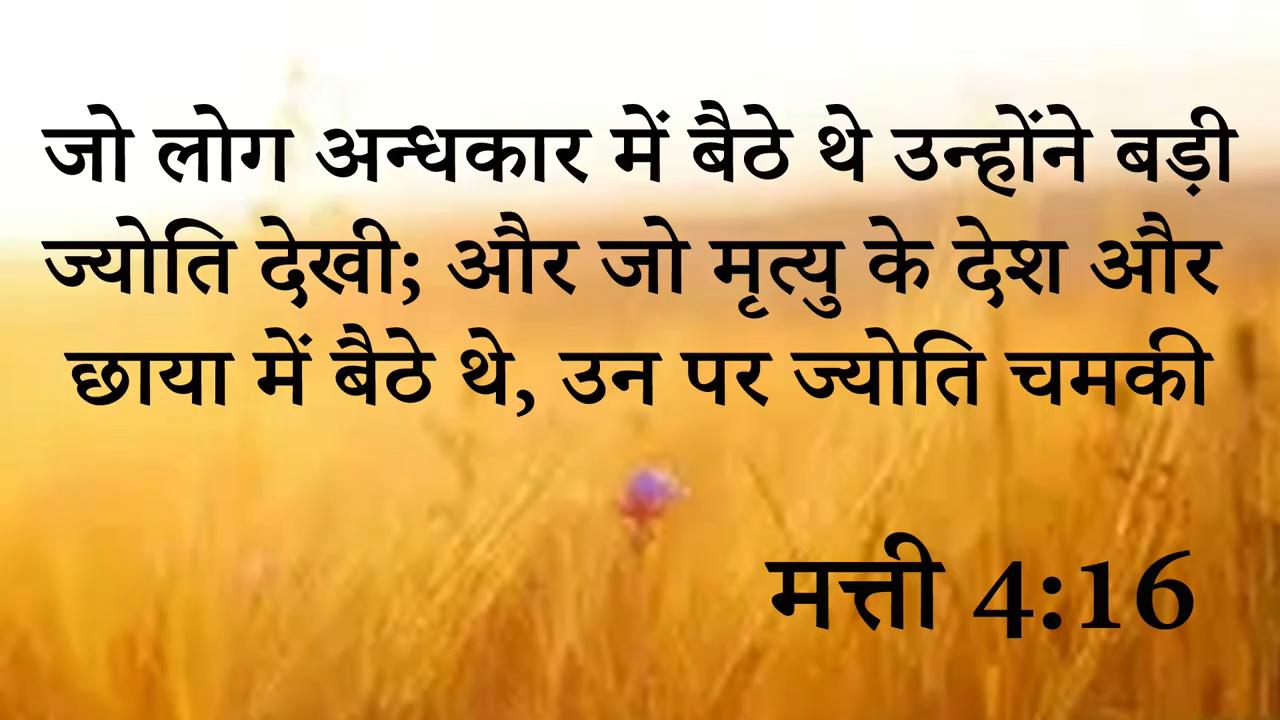 जो लोग अन्धकार में बैठे थे उन्होंने बड़ी
ज्योति देखी; और जो मृत्यु के देश और
छाया में बैठे थे, उन पर ज्योति चमकी
मत्ती 4:16